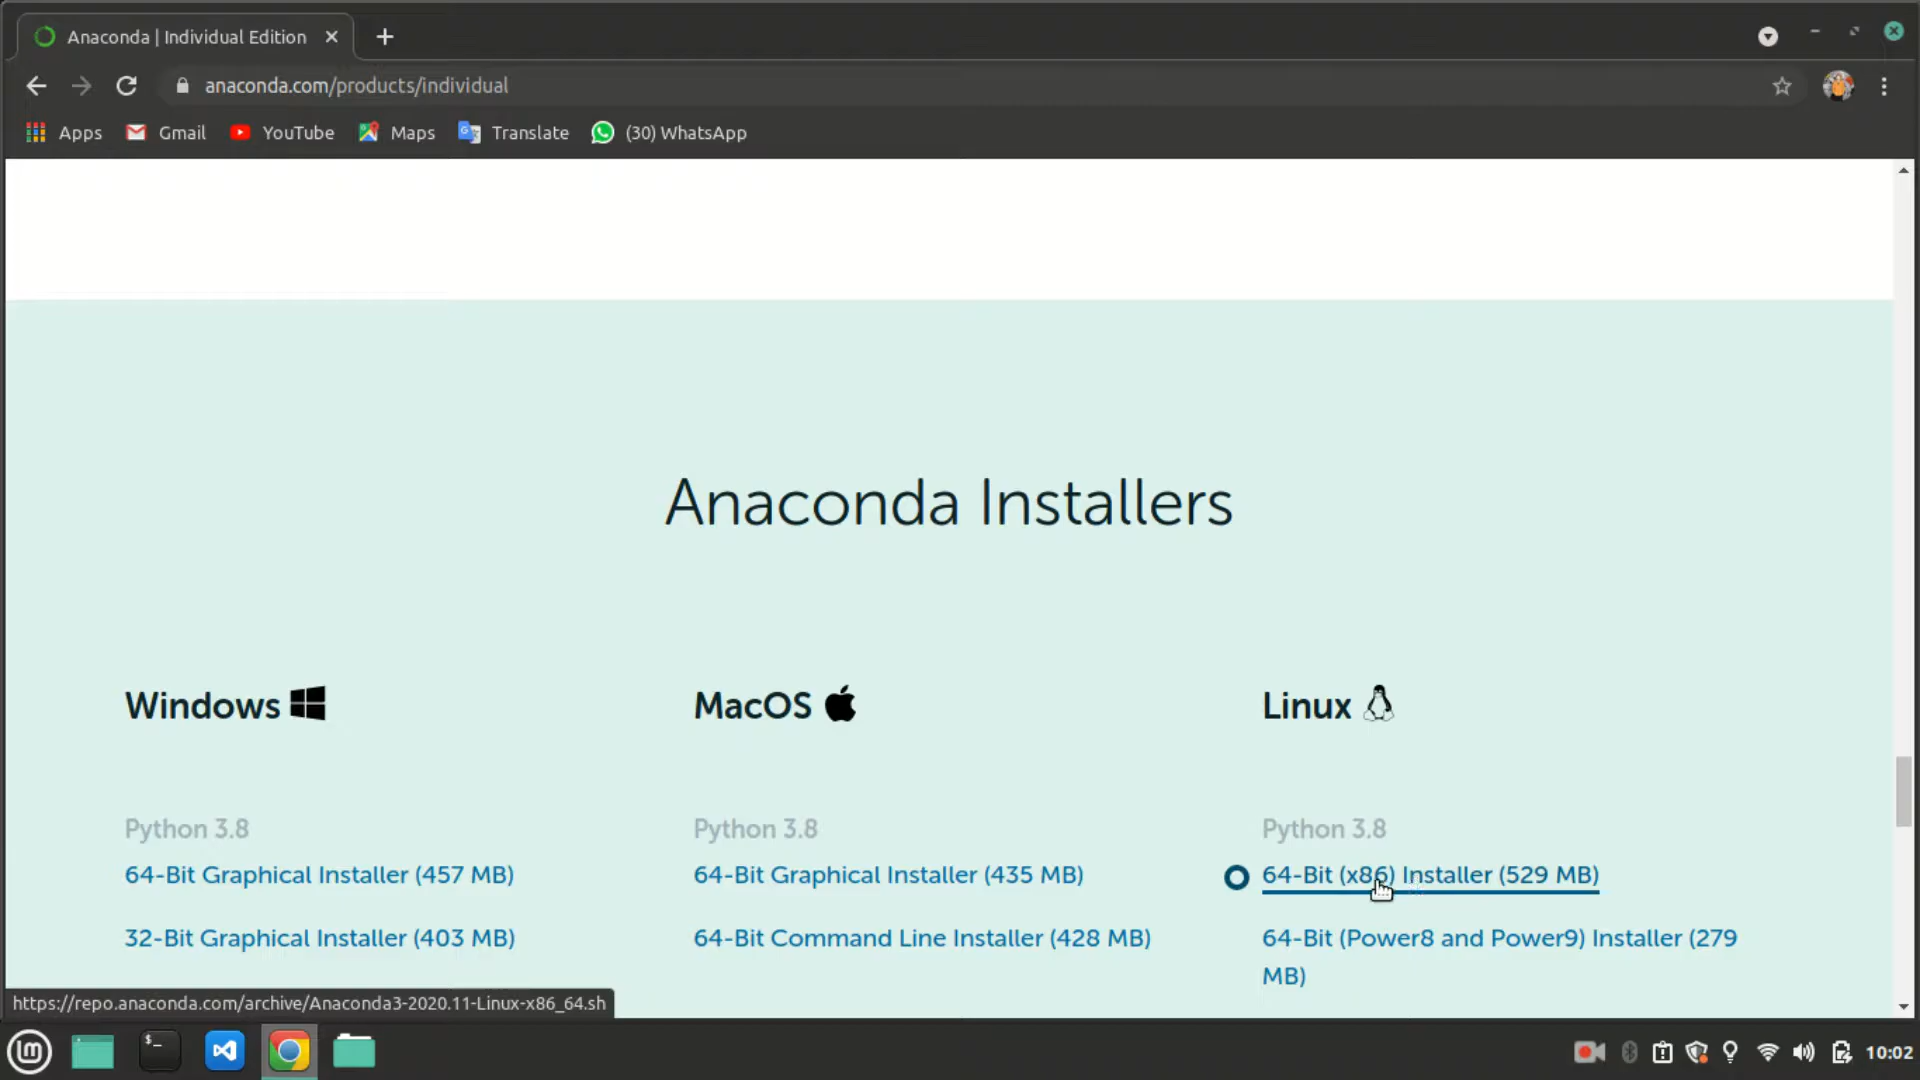 Anaconda | Individual Edition
anaconda.com/products/individual
Apps Gmail YouTube Maps Translate (30) WhatsApp
Anaconda Installers
Windows
MacOS
Linux
Python 3.8
Python 3.8
Python 3.8
64-Bit Graphical Installer (457 MB)
64-Bit Graphical Installer (435 MB)
64-Bit (x86) Installer (529 MB)
32-Bit Graphical Installer (403 MB)
64-Bit Command Line Installer (428 MB)
64-Bit (Power8 and Power9) Installer (279
MB)
https://repo.anaconda.com/archive/Anaconda3-2020.11-Linux-x86_64.sh
$_
10:02